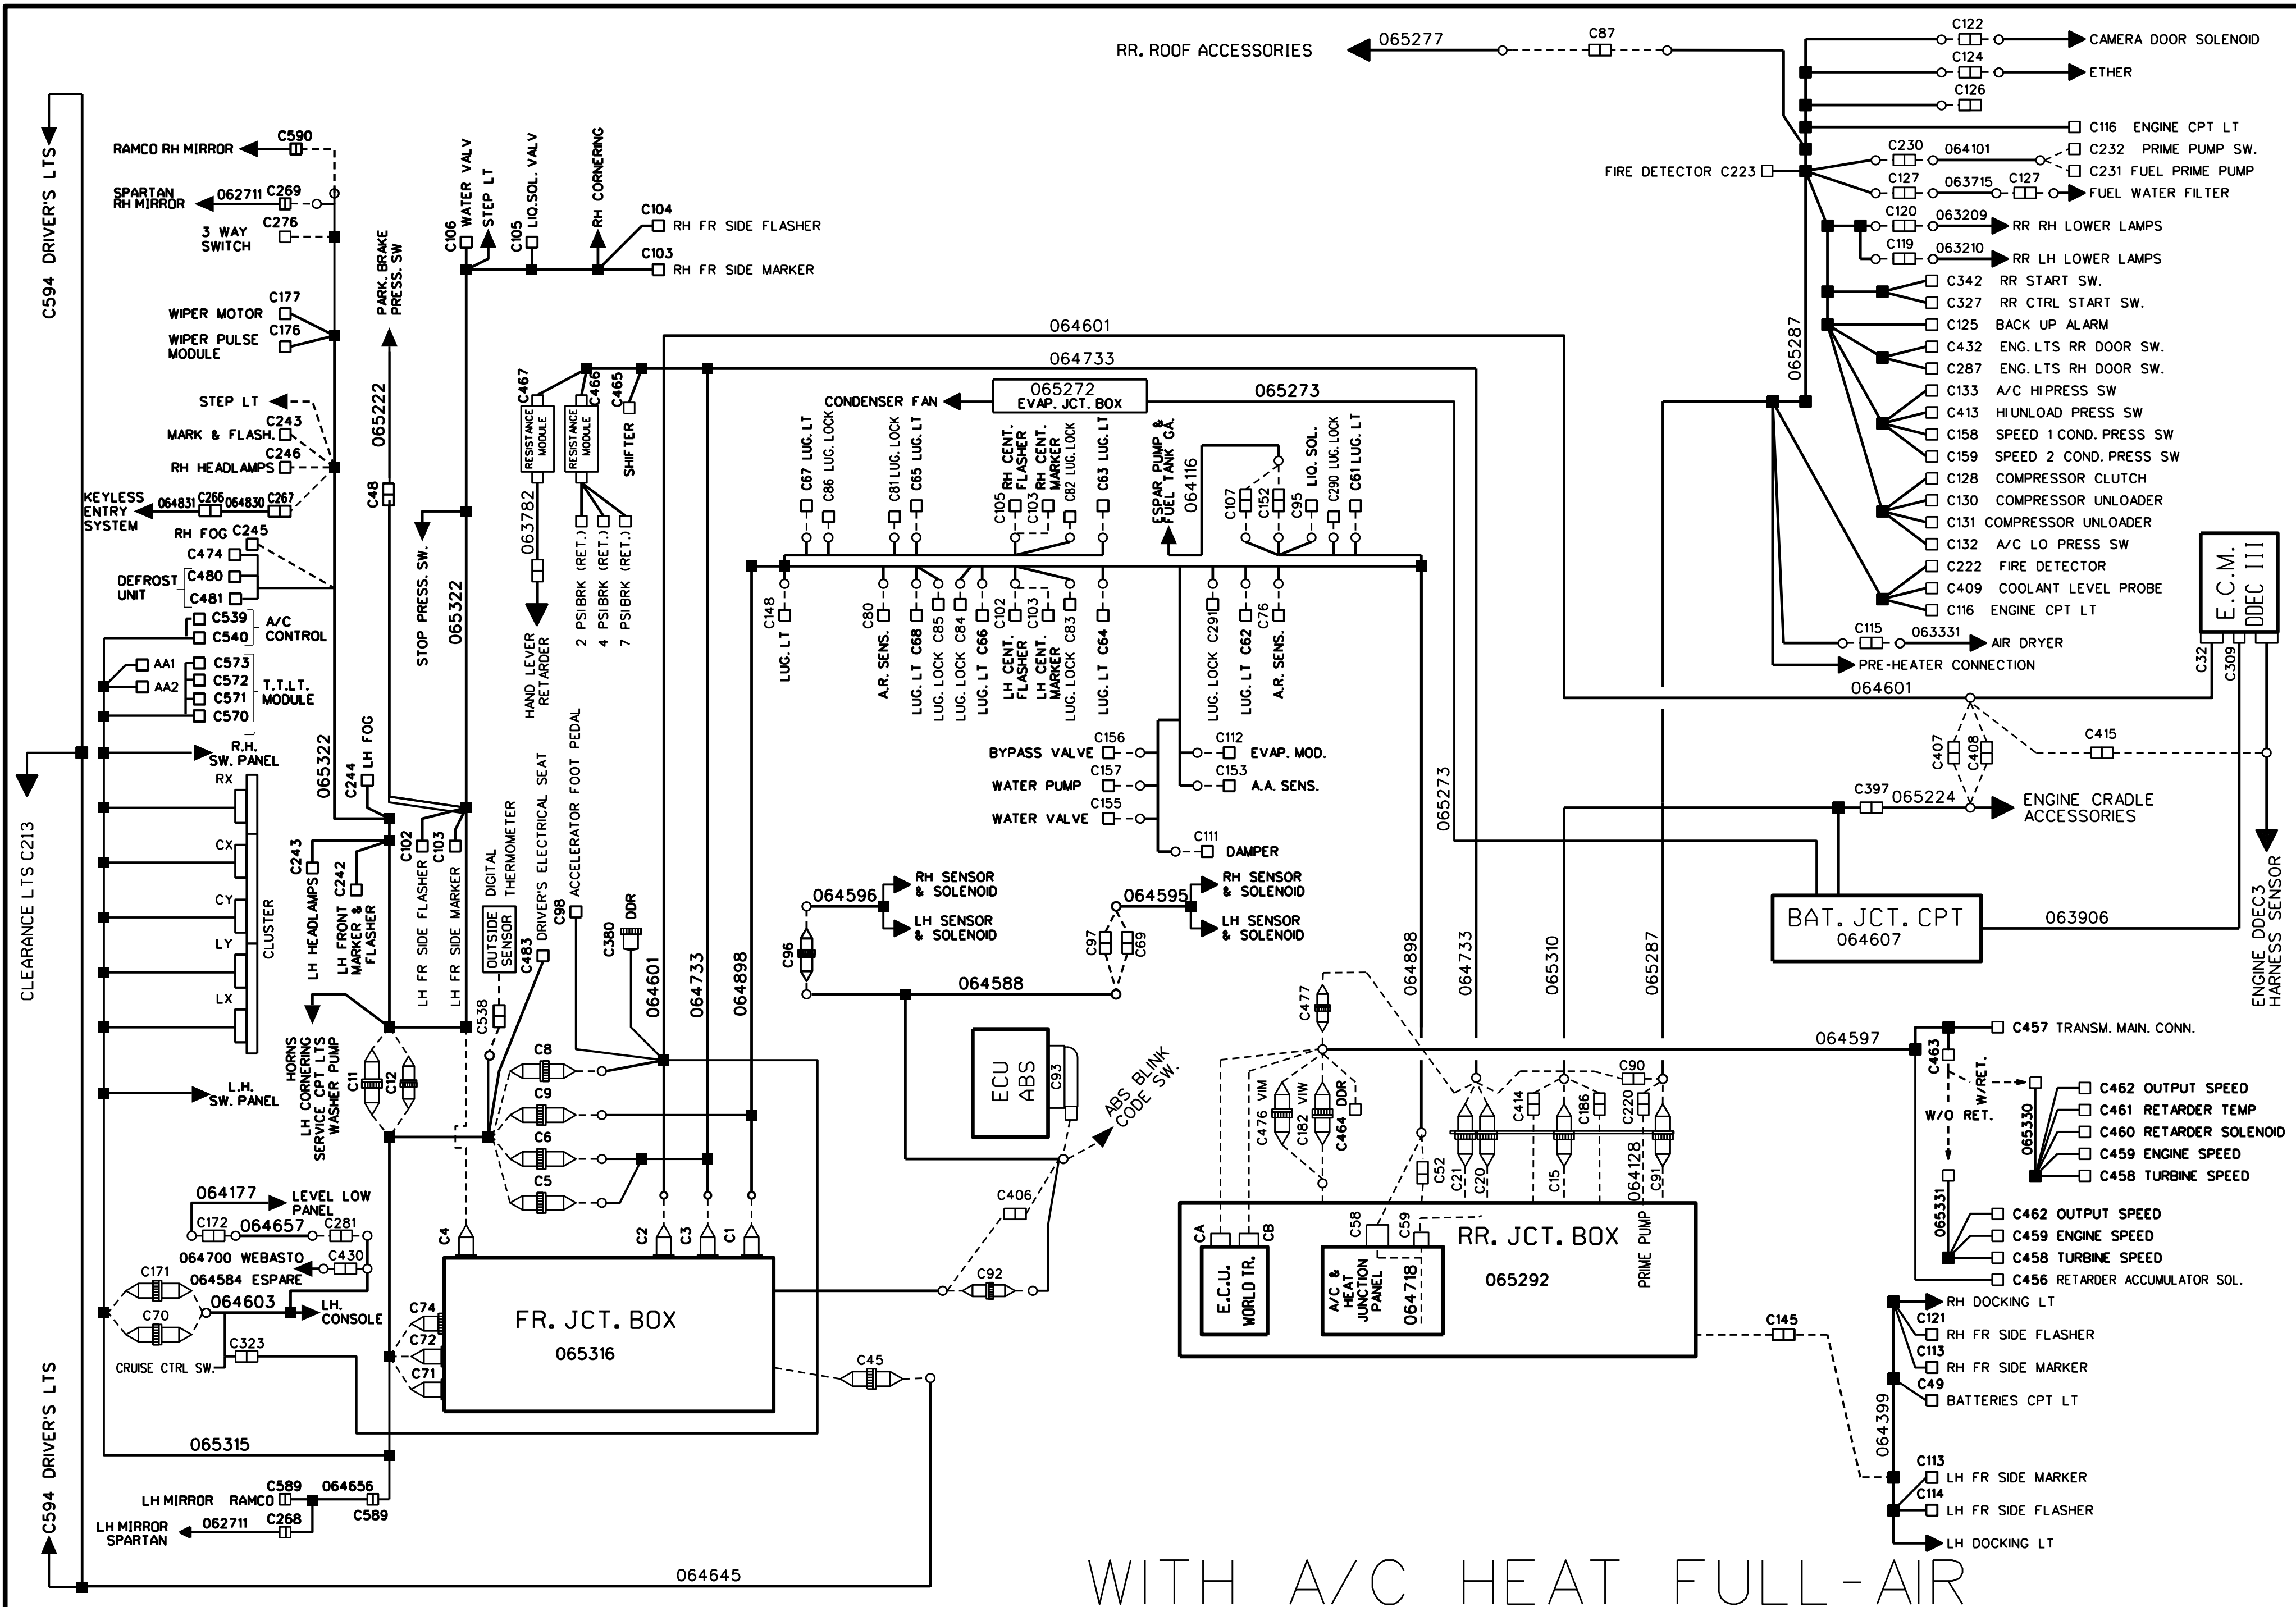 RR. ROOF ACCESSORIES
065277
C87
C122
CAMERA DOOR SOLENOID
C124
ETHER
C126
C116 ENGINE CPT LT
C230
064101
C232 PRIME PUMP SW.
C231 FUEL PRIME PUMP
FIRE DETECTOR C223
C127
063715
C127
FUEL WATER FILTER
C120
063209
RR RH LOWER LAMPS
C119
063210
RR LH LOWER LAMPS
C342 RR START SW.
C327 RR CTRL START SW.
C125 BACK UP ALARM
C432 ENG. LTS RR DOOR SW.
C287 ENG. LTS RH DOOR SW.
C133 A/C HI PRESS SW
C413 HI UNLOAD PRESS SW
C158 SPEED 1 COND. PRESS SW
C159 SPEED 2 COND. PRESS SW
C128 COMPRESSOR CLUTCH
C130 COMPRESSOR UNLOADER
C131 COMPRESSOR UNLOADER
C132 A/C LO PRESS SW
C222 FIRE DETECTOR
C409 COOLANT LEVEL PROBE
C116 ENGINE CPT LT
C115
063331
AIR DRYER
PRE-HEATER CONNECTION
065287
E.C.M.
DDEC III
C32
C309
064601
C407
C408
C415
C397
065224
ENGINE CRADLE
ACCESSORIES
BAT. JCT. CPT
064607
063906
ENGINE DDEC3
HARNESS SENSOR
C594 DRIVER'S LTS
RAMCO RH MIRROR
C590
SPARTAN
RH MIRROR
062711
C269
C276
3 WAY
SWITCH
C177
WIPER MOTOR
C176
WIPER PULSE
MODULE
STEP LT
C243
MARK & FLASH.
C246
RH HEADLAMPS
KEYLESS
ENTRY
SYSTEM
064831
C266
064830
C267
RH FOG
C245
C474
DEFROST
UNIT
C480
C481
C539
C540
A/C
CONTROL
AA1
AA2
C573
C572
C571
C570
T.T.LT.
MODULE
R.H.
SW. PANEL
RX
CX
CY
LY
LX
CLUSTER
L.H.
SW. PANEL
CLEARANCE LTS C213
PARK. BRAKE
PRESS. SW
065222
C48
C106 WATER VALV
STEP LT
C105 LIQ.SOL. VALV
RH CORNERING
C104
RH FR SIDE FLASHER
C103
RH FR SIDE MARKER
STOP PRESS. SW.
065322
065322
C244 LH FOG
C243
LH HEADLAMPS
C242
LH FRONT
MARKER &
FLASHER
C102
LH FR SIDE FLASHER
C103
LH FR SIDE MARKER
HORNS
LH CORNERING
SERVICE CPT LTS
WASHER PUMP
C11
C12
DIGITAL
THERMOMETER
OUTSIDE
SENSOR
C538
C483 DRIVER'S ELECTRICAL SEAT
C98 ACCELERATOR FOOT PEDAL
C380 DDR
C467
RESISTANCE
MODULE
C466
RESISTANCE
MODULE
C465
SHIFTER
063782
HAND LEVER
RETARDER
2 PSI BRK (RET.)
4 PSI BRK (RET.)
7 PSI BRK (RET.)
064601
064733
065272
EVAP. JCT. BOX
CONDENSER FAN
065273
C67 LUG. LT
C86 LUG. LOCK
C81 LUG. LOCK
C65 LUG. LT
C105
RH CENT.
FLASHER
C103
RH CENT.
MARKER
C82 LUG. LOCK
C63 LUG. LT
ESPAR PUMP &
FUEL TANK GA.
064116
C107
C152
C95
LIQ. SOL.
C290 LUG. LOCK
C61 LUG. LT
C148
LUG. LT
C80
A.R. SENS.
LUG. LT C68
LUG. LOCK C85
LUG. LOCK C84
LUG. LT C66
C102
LH CENT.
FLASHER
C103
LH CENT.
MARKER
LUG. LOCK C83
LUG. LT C64
LUG. LOCK C291
LUG. LT C62
C76
A.R. SENS.
C156
BYPASS VALVE
C157
WATER PUMP
C155
WATER VALVE
C112
EVAP. MOD.
C153
A.A. SENS.
C111
DAMPER
064596
RH SENSOR
& SOLENOID
LH SENSOR
& SOLENOID
C96
064595
RH SENSOR
& SOLENOID
LH SENSOR
& SOLENOID
C97
C69
064588
064601
064733
064898
C8
C9
C6
C5
ECU
ABS
C93
ABS BLINK
CODE SW.
C406
C92
C45
065273
064898
064733
065310
065287
C477
C476 VIM
C182 VIW
C464 DDR
C52
C21
C20
C414
C15
C186
C90
C220
064128
C91
PRIME PUMP
CA
CB
E.C.U.
WORLD TR.
C58
C59
A/C &
HEAT
JUNCTION
PANEL
064718
RR. JCT. BOX
065292
064597
C457 TRANSM. MAIN. CONN.
C463
W/RET.
W/O RET.
065330
C462 OUTPUT SPEED
C461 RETARDER TEMP
C460 RETARDER SOLENOID
C459 ENGINE SPEED
C458 TURBINE SPEED
065331
C462 OUTPUT SPEED
C459 ENGINE SPEED
C458 TURBINE SPEED
C456 RETARDER ACCUMULATOR SOL.
C145
RH DOCKING LT
C121
RH FR SIDE FLASHER
C113
RH FR SIDE MARKER
C49
BATTERIES CPT LT
064399
C113
LH FR SIDE MARKER
C114
LH FR SIDE FLASHER
LH DOCKING LT
064177
LEVEL LOW
PANEL
C172
064657
C281
064700 WEBASTO
C430
064584 ESPARE
C171
C70
064603
LH.
CONSOLE
C323
CRUISE CTRL SW.
C4
C2
C3
C1
C74
C72
C71
FR. JCT. BOX
065316
065315
C594 DRIVER'S LTS
LH MIRROR RAMCO
C589
064656
C589
LH MIRROR
SPARTAN
062711
C268
064645
WITH A/C HEAT FULL-AIR